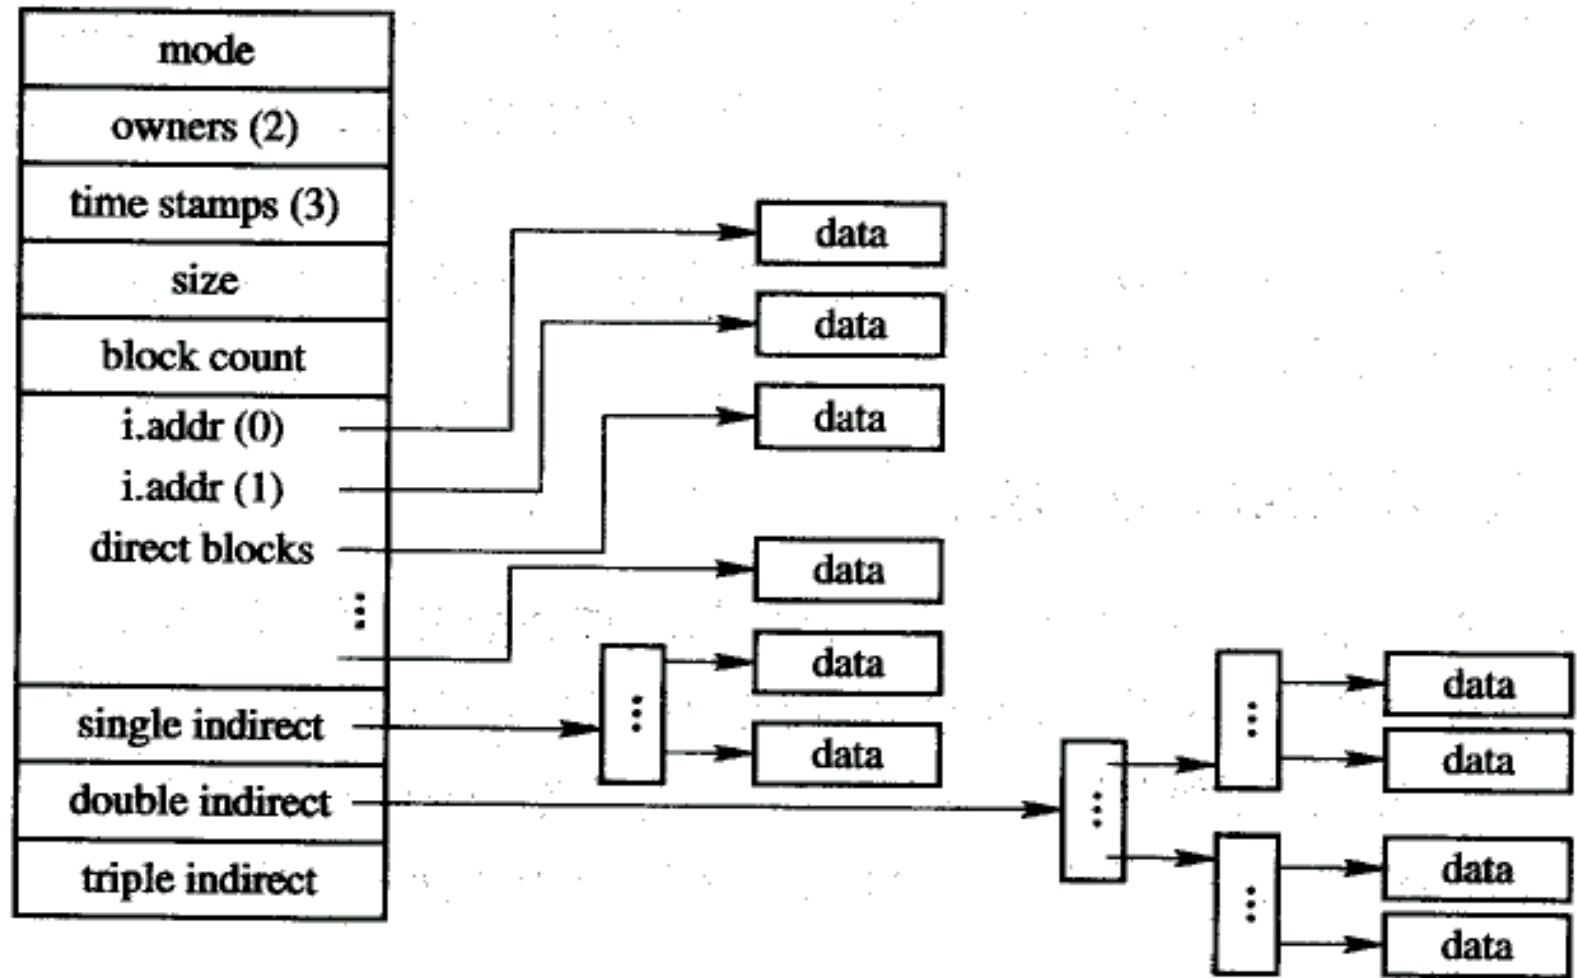 mode
owners (2)
time stamps (3)
size
block count
i.addr (0)
i.addr (1)
direct blocks
...
single indirect
double indirect
triple indirect
data
data
data
data
data
data
...
...
...
...
data
data
data
data